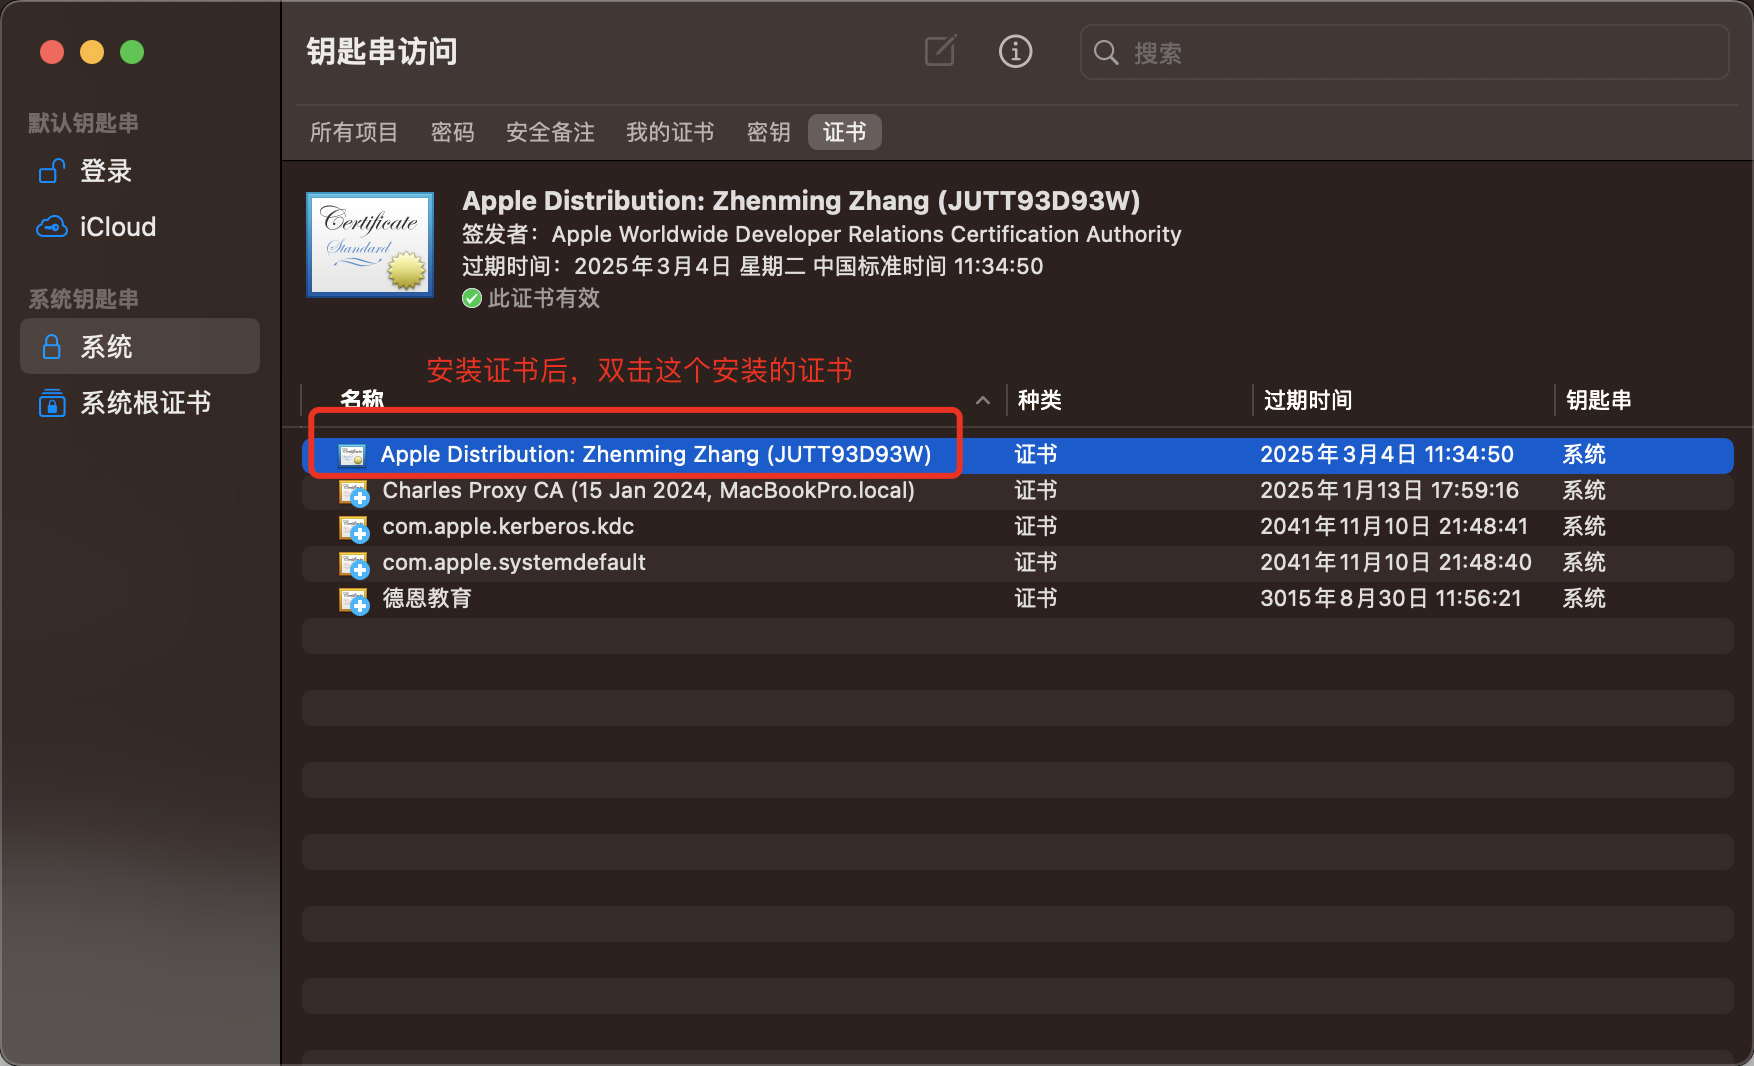 钥匙串访问
搜索
默认钥匙串
登录
iCloud
系统钥匙串
系统
系统根证书
所有项目 密码 安全备注 我的证书 密钥 证书
Certificate
Standard
Apple Distribution: Zhenming Zhang (JUTT93D93W)
签发者：Apple Worldwide Developer Relations Certification Authority
过期时间：2025年3月4日 星期二 中国标准时间 11:34:50
此证书有效
安装证书后，双击这个安装的证书
名称 种类 过期时间 钥匙串
Apple Distribution: Zhenming Zhang (JUTT93D93W) 证书 2025年3月4日 11:34:50 系统
Charles Proxy CA (15 Jan 2024, MacBookPro.local) 证书 2025年1月13日 17:59:16 系统
com.apple.kerberos.kdc 证书 2041年11月10日 21:48:41 系统
com.apple.systemdefault 证书 2041年11月10日 21:48:40 系统
德恩教育 证书 3015年8月30日 11:56:21 系统